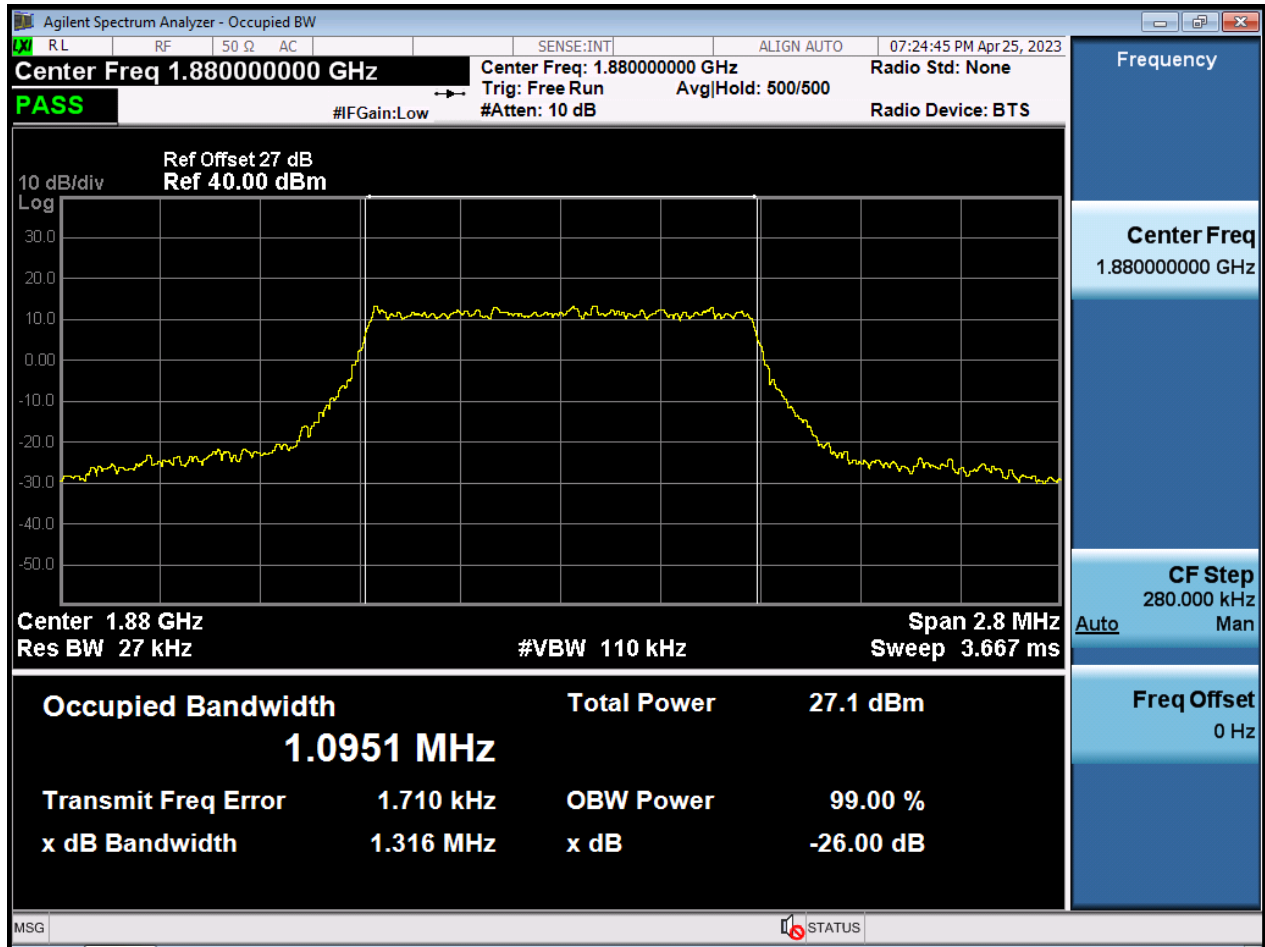 Agilent Spectrum Analyzer - Occupied BW
LXI RL RF 50 Ω AC SENSE:INT ALIGN AUTO 07:24:45 PM Apr 25, 2023
Center Freq 1.880000000 GHz
Center Freq: 1.880000000 GHz
Radio Std: None
PASS
Trig: Free Run Avg|Hold: 500/500
#IFGain:Low
#Atten: 10 dB
Radio Device: BTS
Ref Offset 27 dB
10 dB/div Ref 40.00 dBm
Log
30.0
20.0
10.0
0.00
-10.0
-20.0
-30.0
-40.0
-50.0
Center 1.88 GHz Span 2.8 MHz
Res BW 27 kHz #VBW 110 kHz Sweep 3.667 ms
Occupied Bandwidth Total Power 27.1 dBm
1.0951 MHz
Transmit Freq Error 1.710 kHz OBW Power 99.00 %
x dB Bandwidth 1.316 MHz x dB -26.00 dB
MSG STATUS
Frequency
Center Freq
1.880000000 GHz
CF Step
280.000 kHz
Auto Man
Freq Offset
0 Hz